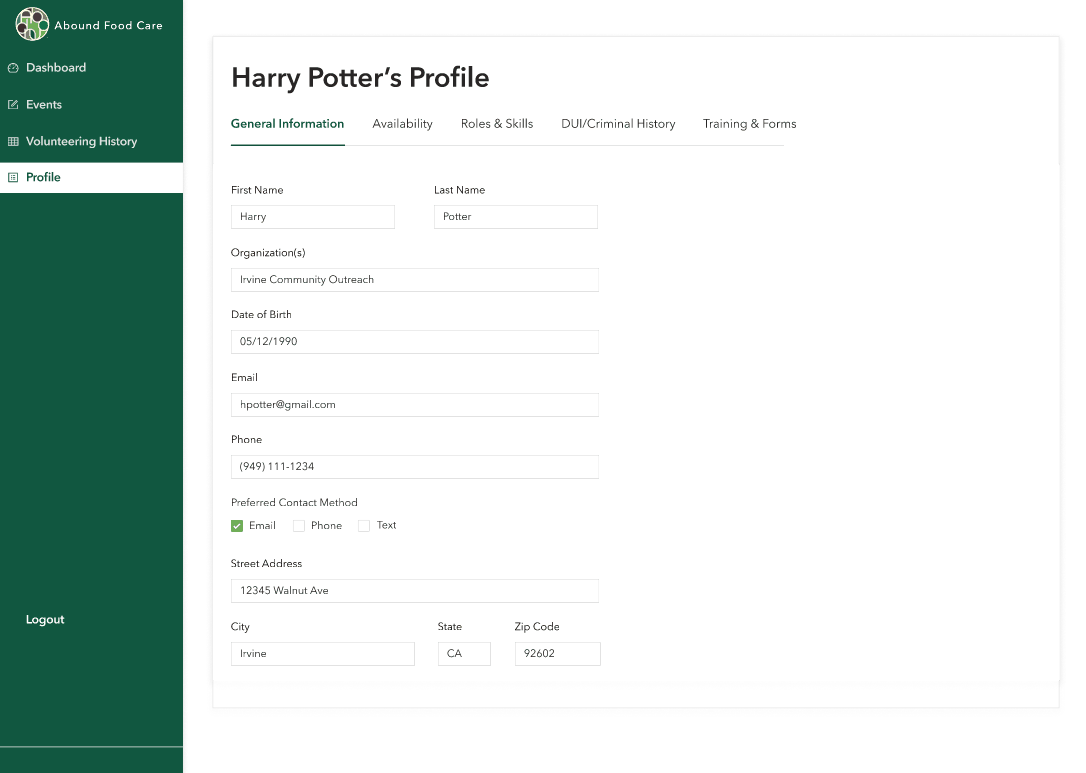 Abound Food Care
Dashboard
Events
Volunteering History
Profile
Logout
Harry Potter’s Profile
General Information Availability Roles & Skills DUI/Criminal History Training & Forms
First Name Last Name
Harry Potter
Organization(s)
Irvine Community Outreach
Date of Birth
05/12/1990
Email
hpotter@gmail.com
Phone
(949) 111-1234
Preferred Contact Method
Email Phone Text
Street Address
12345 Walnut Ave
City State Zip Code
Irvine CA 92602